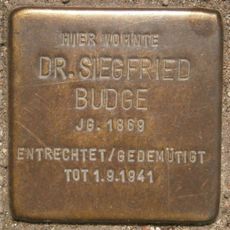 HIER WOHNTE
DR. SIEGFRIED
BUDGE
JG. 1869
ENTRECHTET/GEDEMÜTIGT
TOT 1.9.1941